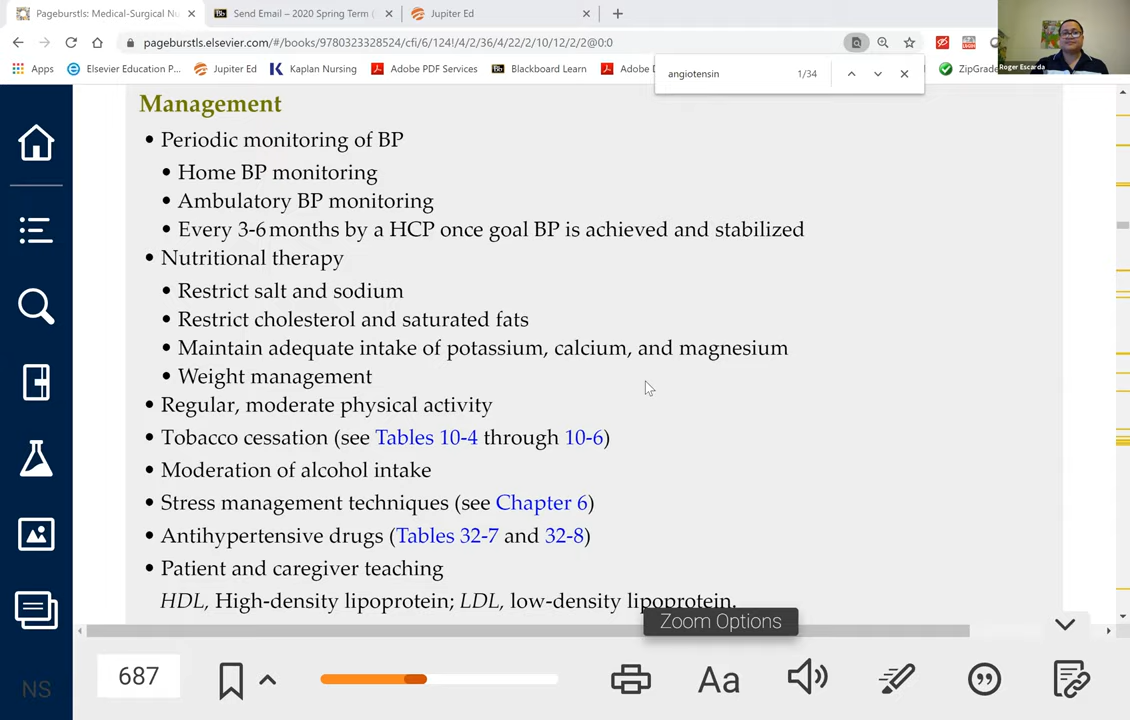 Pageburstls: Medical-Surgical Nu
Send Email – 2020 Spring Term (
Jupiter Ed
pageburstls.elsevier.com/#/books/9780323328524/cfi/6/124!/4/2/36/4/22/2/10/12/2/2@0:0
Roger Escarda
Apps
Elsevier Education P...
Jupiter Ed
Kaplan Nursing
Adobe PDF Services
Blackboard Learn
Adobe
ZipGrade
angiotensin
1/34
Management
• Periodic monitoring of BP
• Home BP monitoring
• Ambulatory BP monitoring
• Every 3-6 months by a HCP once goal BP is achieved and stabilized
• Nutritional therapy
• Restrict salt and sodium
• Restrict cholesterol and saturated fats
• Maintain adequate intake of potassium, calcium, and magnesium
• Weight management
• Regular, moderate physical activity
• Tobacco cessation (see Tables 10-4 through 10-6)
• Moderation of alcohol intake
• Stress management techniques (see Chapter 6)
• Antihypertensive drugs (Tables 32-7 and 32-8)
• Patient and caregiver teaching
HDL, High-density lipoprotein; LDL, low-density lipoprotein.
Zoom Options
NS
687
Aa